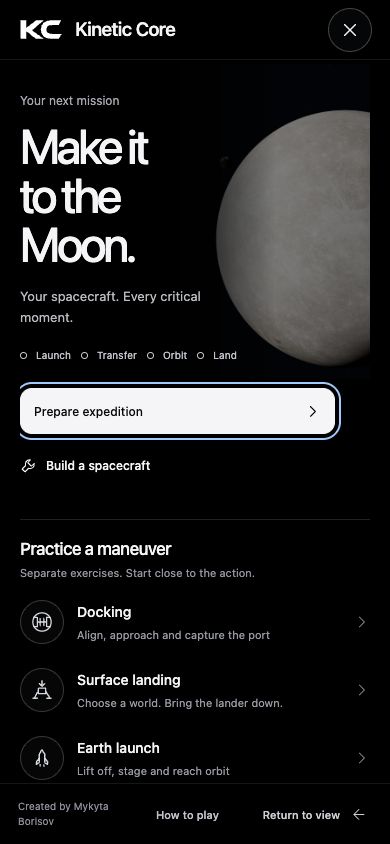 KC Kinetic Core
Your next mission
Make it
to the
Moon.
Your spacecraft. Every critical
moment.
Launch Transfer Orbit Land
Prepare expedition
Build a spacecraft
Practice a maneuver
Separate exercises. Start close to the action.
Docking
Align, approach and capture the port
Surface landing
Choose a world. Bring the lander down.
Earth launch
Lift off, stage and reach orbit
Created by Mykyta
Borisov
How to play
Return to view